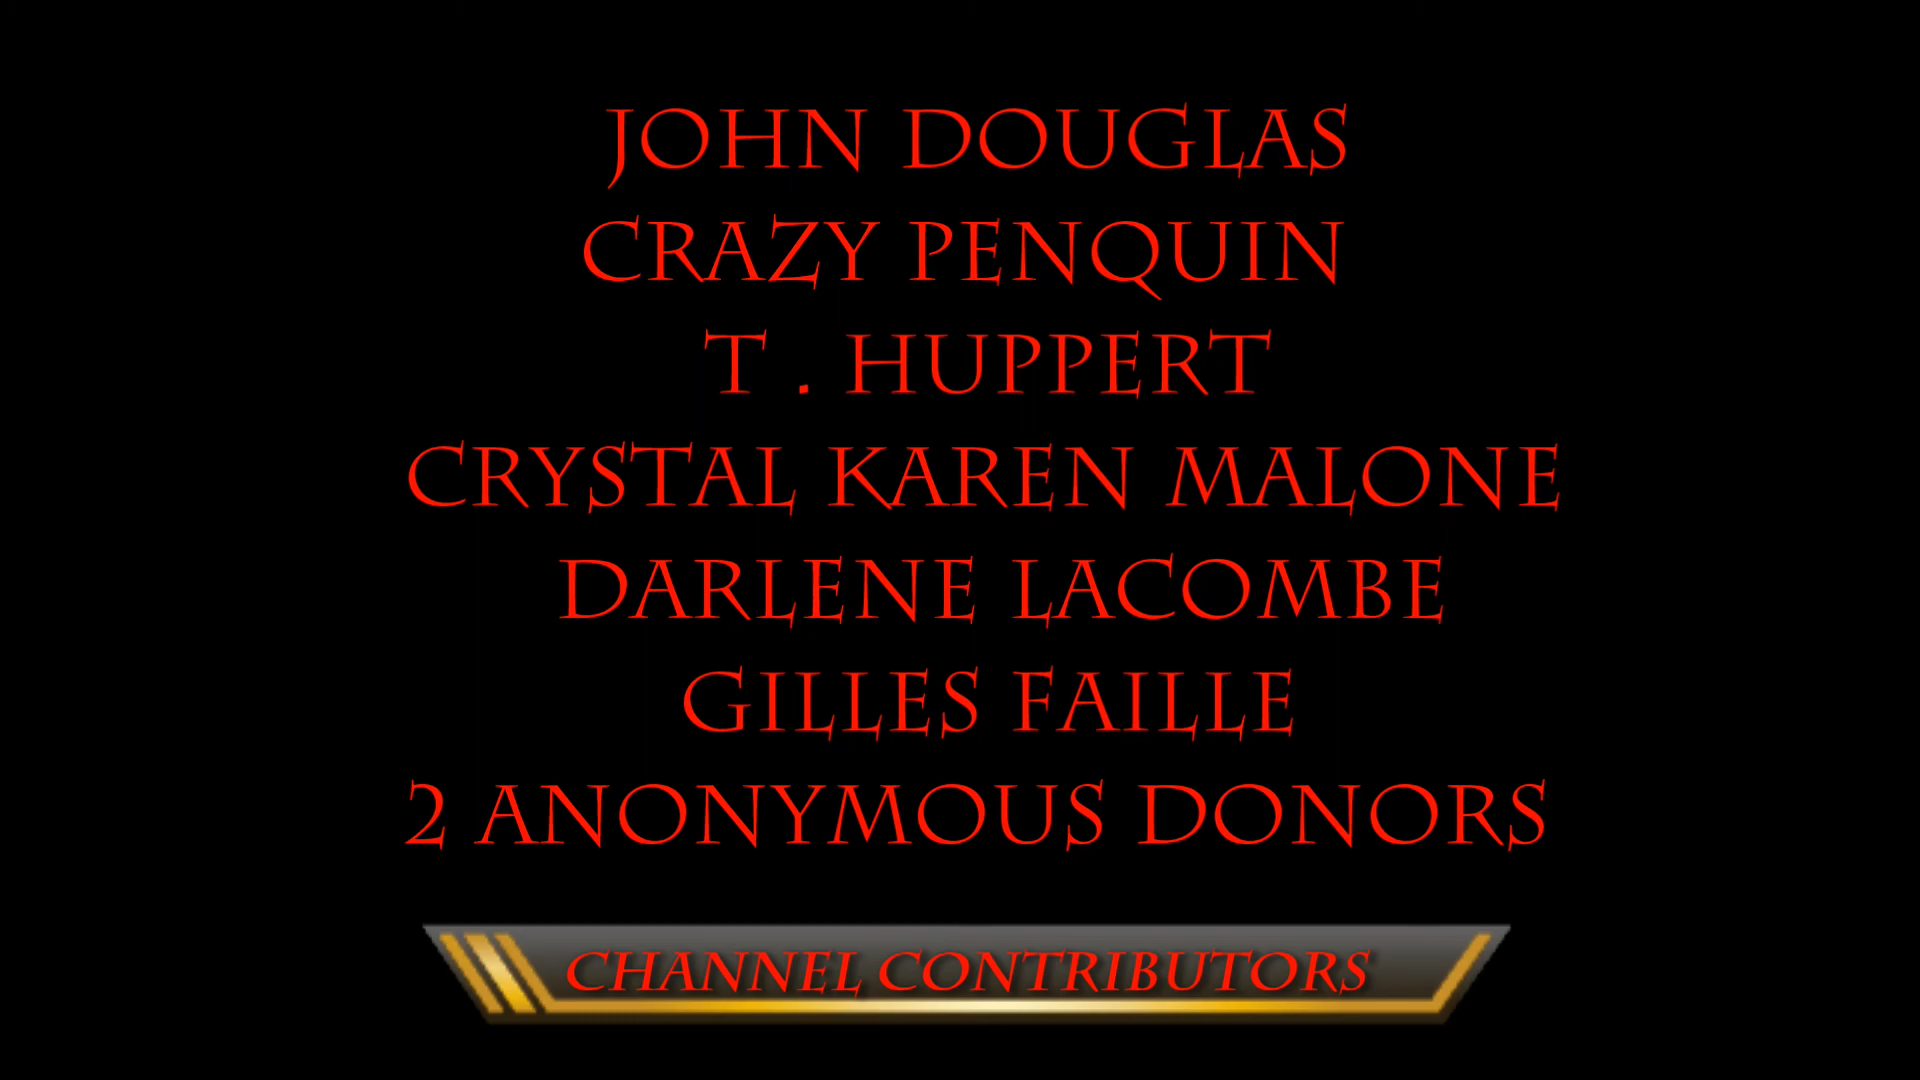 JOHN DOUGLAS
CRAZY PENQUIN
T . HUPPERT
CRYSTAL KAREN MALONE
DARLENE LACOMBE
GILLES FAILLE
2 ANONYMOUS DONORS
CHANNEL CONTRIBUTORS